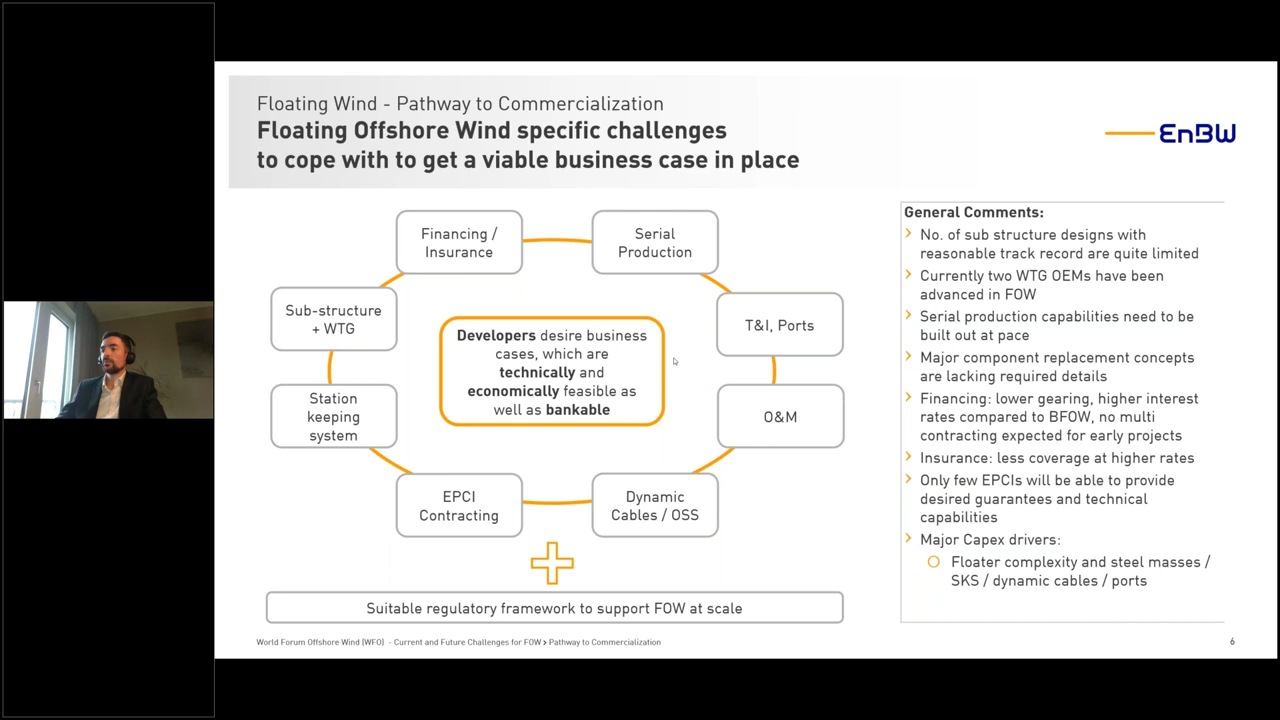 Floating Wind - Pathway to Commercialization
Floating Offshore Wind specific challenges
to cope with to get a viable business case in place
EnBW
Financing /
Insurance
Serial
Production
Sub-structure
+ WTG
T&I, Ports
Developers desire business
cases, which are
technically and
economically feasible as
well as bankable
Station
keeping
system
O&M
EPCI
Contracting
Dynamic
Cables / OSS
Suitable regulatory framework to support FOW at scale
General Comments:
No. of sub structure designs with
reasonable track record are quite limited
Currently two WTG OEMs have been
advanced in FOW
Serial production capabilities need to be
built out at pace
Major component replacement concepts
are lacking required details
Financing: lower gearing, higher interest
rates compared to BFOW, no multi
contracting expected for early projects
Insurance: less coverage at higher rates
Only few EPCIs will be able to provide
desired guarantees and technical
capabilities
Major Capex drivers:
Floater complexity and steel masses /
SKS / dynamic cables / ports
World Forum Offshore Wind (WFO) - Current and Future Challenges for FOW > Pathway to Commercialization
6